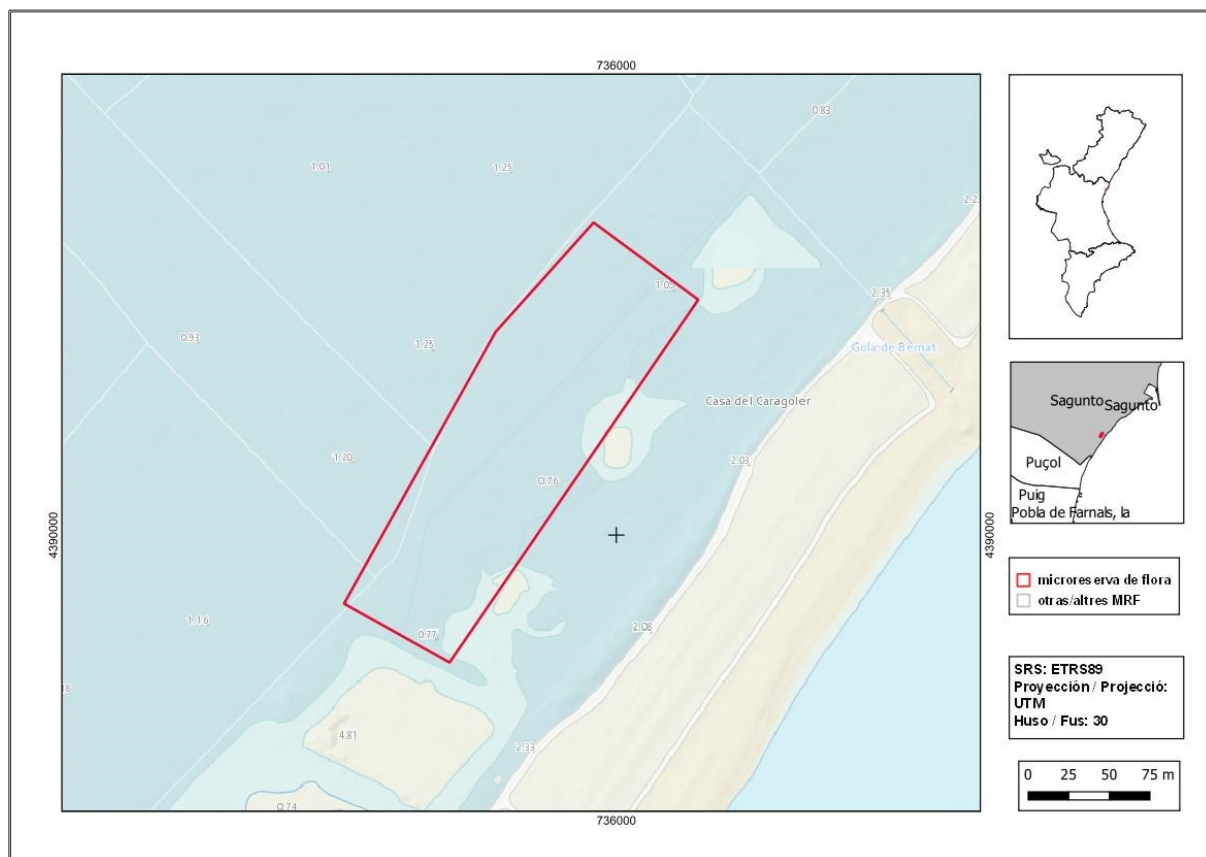 736000
0.83
1.01
1.25
2.23
1.05
2.35
0.93
1.25
Gola de Bernat
Casa del Caragoler
1.20
2.03
0.76
4390000
4390000
1.16
0.77
2.08
4.81
2.33
0.74
736000
Sagunto
Sagunto
Puçol
Puig
Pobla de Farnals, la
microreserva de flora
otras/altres MRF
SRS: ETRS89
Proyección / Projecció:
UTM
Huso / Fus: 30
0 25 50 75 m